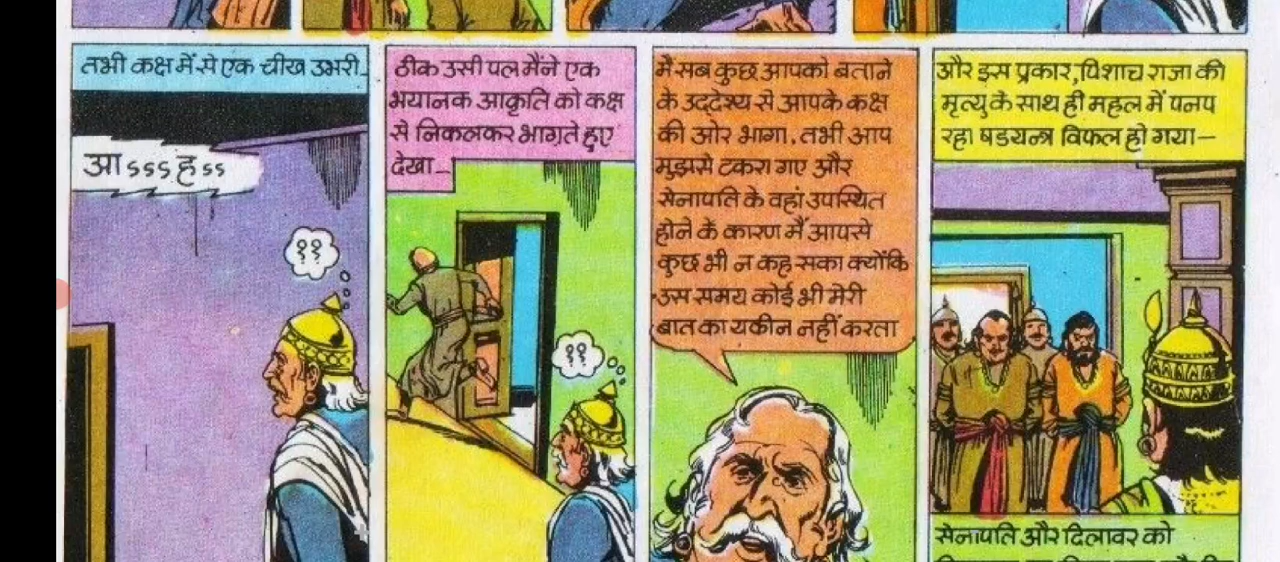 तभी कक्ष में से एक चीख उभरी_
आ ऽऽऽ ह ऽऽ
??
ठीक उसी पल मैंने एक
भयानक आकृति को कक्ष
से निकलकर भागते हुए
देखा_
??
मैं सब कुछ आपको बताने
के उद्देश्य से आपके कक्ष
की ओर भागा. तभी आप
मुझसे टकरा गए और
सेनापति के वहां उपस्थित
होने के कारण मैं आपसे
कुछ भी न कह सका क्योंकि
उस समय कोई भी मेरी
बात का यकीन नहीं करता
और इस प्रकार, पिशाच राजा की
मृत्यु के साथ ही महल में पनप
रहा षडयन्त्र विफल हो गया—
सेनापति और दिलावर को